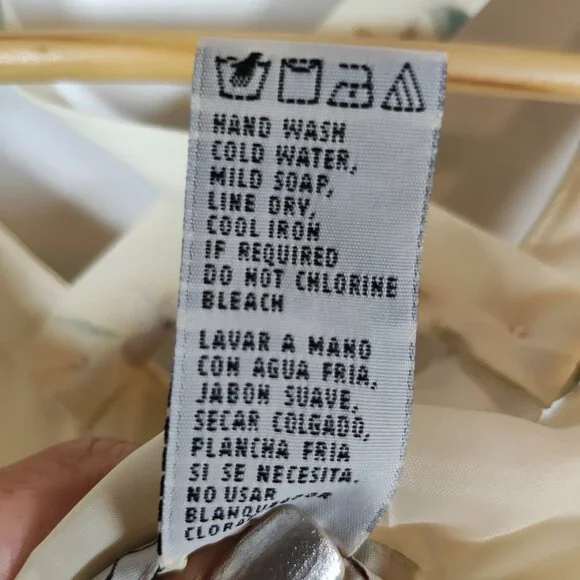 HAND WASH
COLD WATER,
MILD SOAP,
LINE DRY,
COOL IRON
IF REQUIRED
DO NOT CHLORINE
BLEACH
LAVAR A MANO
CON AGUA FRIA,
JABON SUAVE,
SECAR COLGADO,
PLANCHA FRIA
SI SE NECESITA.
NO USAR